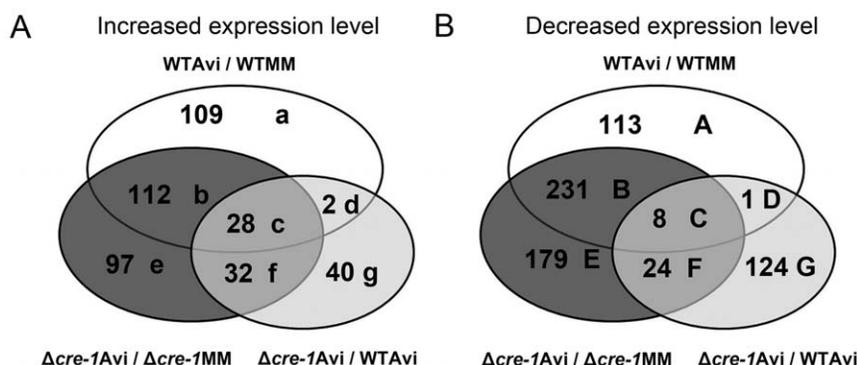 A Increased expression level
WTAvi / WTMM
109 a
112 b
28 c
2 d
97 e
32 f
40 g
Δcre-1Avi / Δcre-1MM
Δcre-1Avi / WTAvi
B Decreased expression level
WTAvi / WTMM
113 A
231 B
8 C
1 D
179 E
24 F
124 G
Δcre-1Avi / Δcre-1MM
Δcre-1Avi / WTAvi